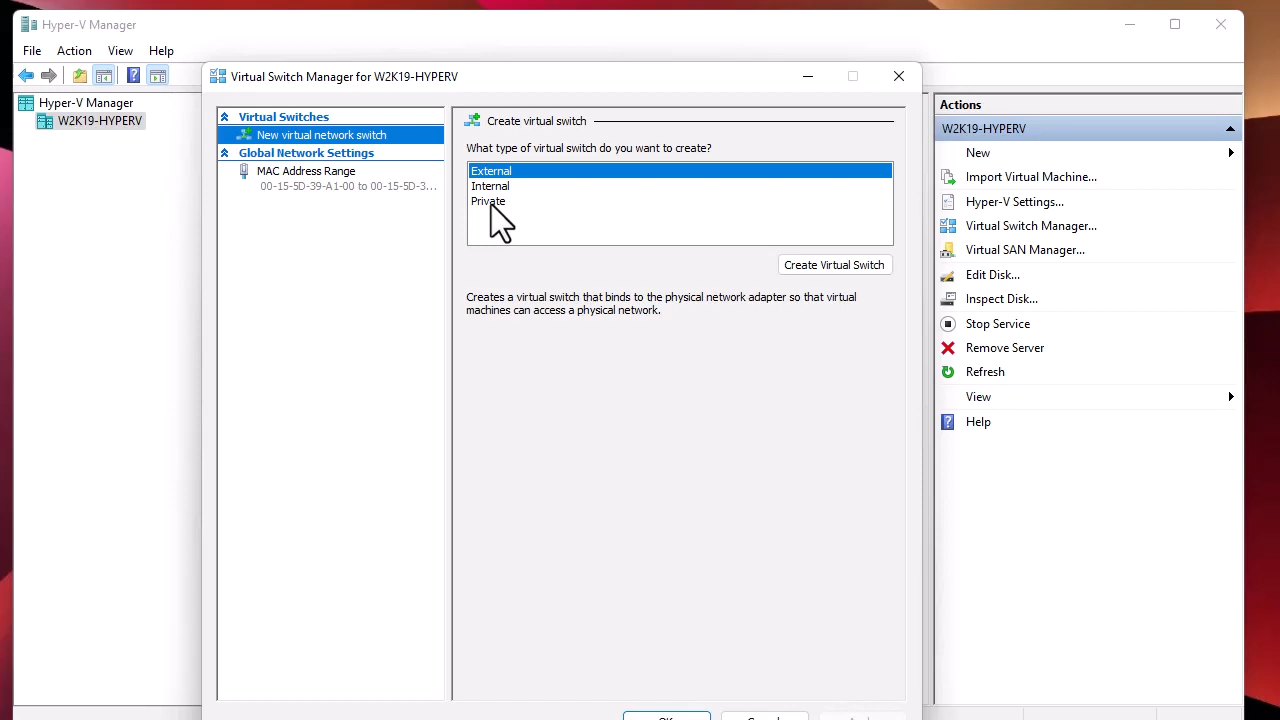 Hyper-V Manager
File Action View Help
Virtual Switch Manager for W2K19-HYPERV
Hyper-V Manager
W2K19-HYPERV
Virtual Switches
New virtual network switch
Global Network Settings
MAC Address Range
00-15-5D-39-A1-00 to 00-15-5D-3...
Create virtual switch
What type of virtual switch do you want to create?
External
Internal
Private
Create Virtual Switch
Creates a virtual switch that binds to the physical network adapter so that virtual
machines can access a physical network.
Actions
W2K19-HYPERV
New
Import Virtual Machine...
Hyper-V Settings...
Virtual Switch Manager...
Virtual SAN Manager...
Edit Disk...
Inspect Disk...
Stop Service
Remove Server
Refresh
View
Help